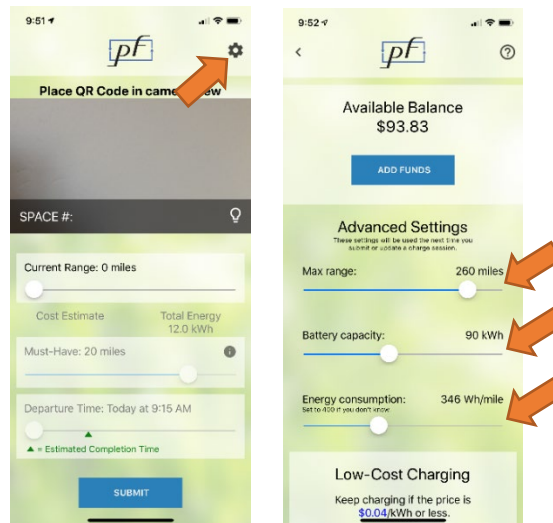 9:51
pf
Place QR Code in came ew
SPACE #:
Current Range: 0 miles
Cost Estimate
Total Energy
12.0 kWh
Must-Have: 20 miles
Departure Time: Today at 9:15 AM
▲ = Estimated Completion Time
SUBMIT
9:52
pf
Available Balance
$93.83
ADD FUNDS
Advanced Settings
These settings will be used the next time you
submit or update a charge session.
Max range: 260 miles
Battery capacity: 90 kWh
Energy consumption: 346 Wh/mile
Set to 400 if you don't know.
Low-Cost Charging
Keep charging if the price is
$0.04/kWh or less.